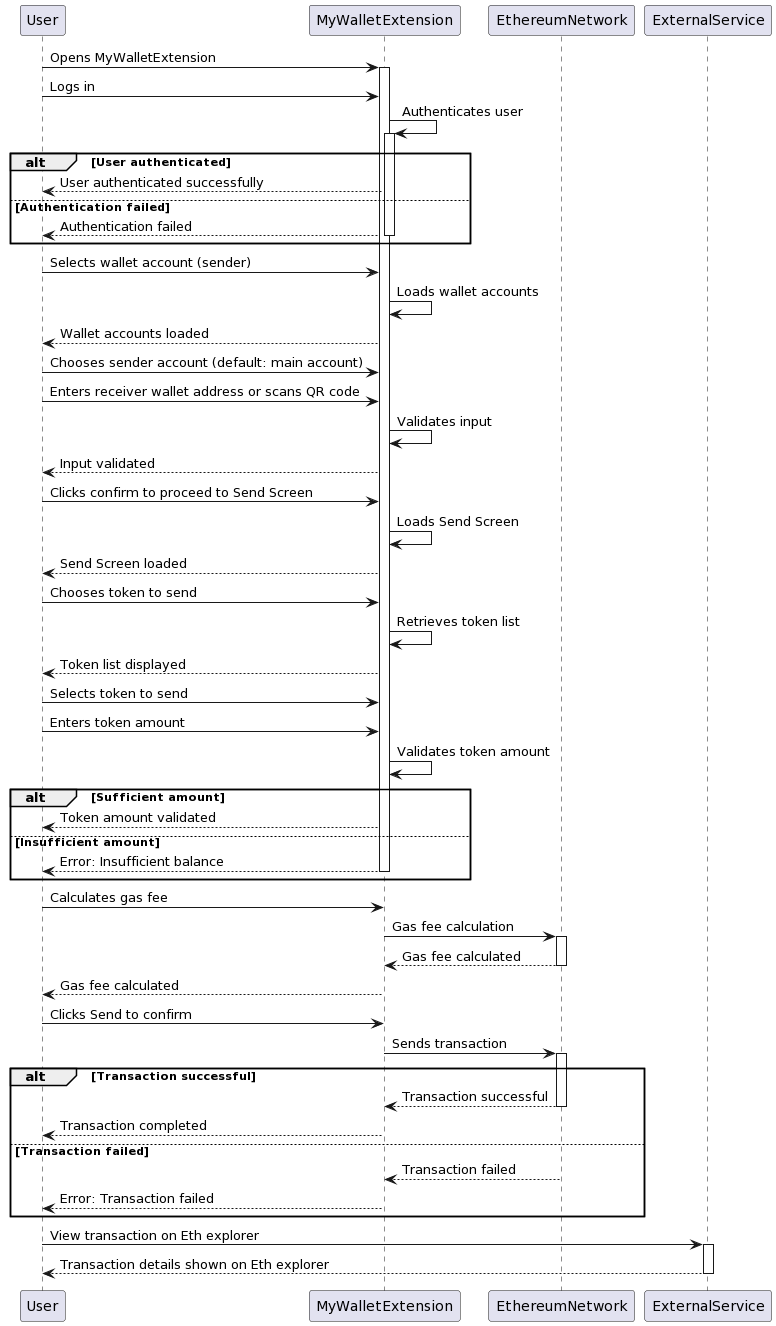 User
MyWalletExtension
EthereumNetwork
ExternalService
Opens MyWalletExtension
Logs in
Authenticates user
alt
[User authenticated]
User authenticated successfully
[Authentication failed]
Authentication failed
Selects wallet account (sender)
Loads wallet accounts
Wallet accounts loaded
Chooses sender account (default: main account)
Enters receiver wallet address or scans QR code
Validates input
Input validated
Clicks confirm to proceed to Send Screen
Loads Send Screen
Send Screen loaded
Chooses token to send
Retrieves token list
Token list displayed
Selects token to send
Enters token amount
Validates token amount
alt
[Sufficient amount]
Token amount validated
[Insufficient amount]
Error: Insufficient balance
Calculates gas fee
Gas fee calculation
Gas fee calculated
Gas fee calculated
Clicks Send to confirm
Sends transaction
alt
[Transaction successful]
Transaction successful
Transaction completed
[Transaction failed]
Transaction failed
Error: Transaction failed
View transaction on Eth explorer
Transaction details shown on Eth explorer
User
MyWalletExtension
EthereumNetwork
ExternalService